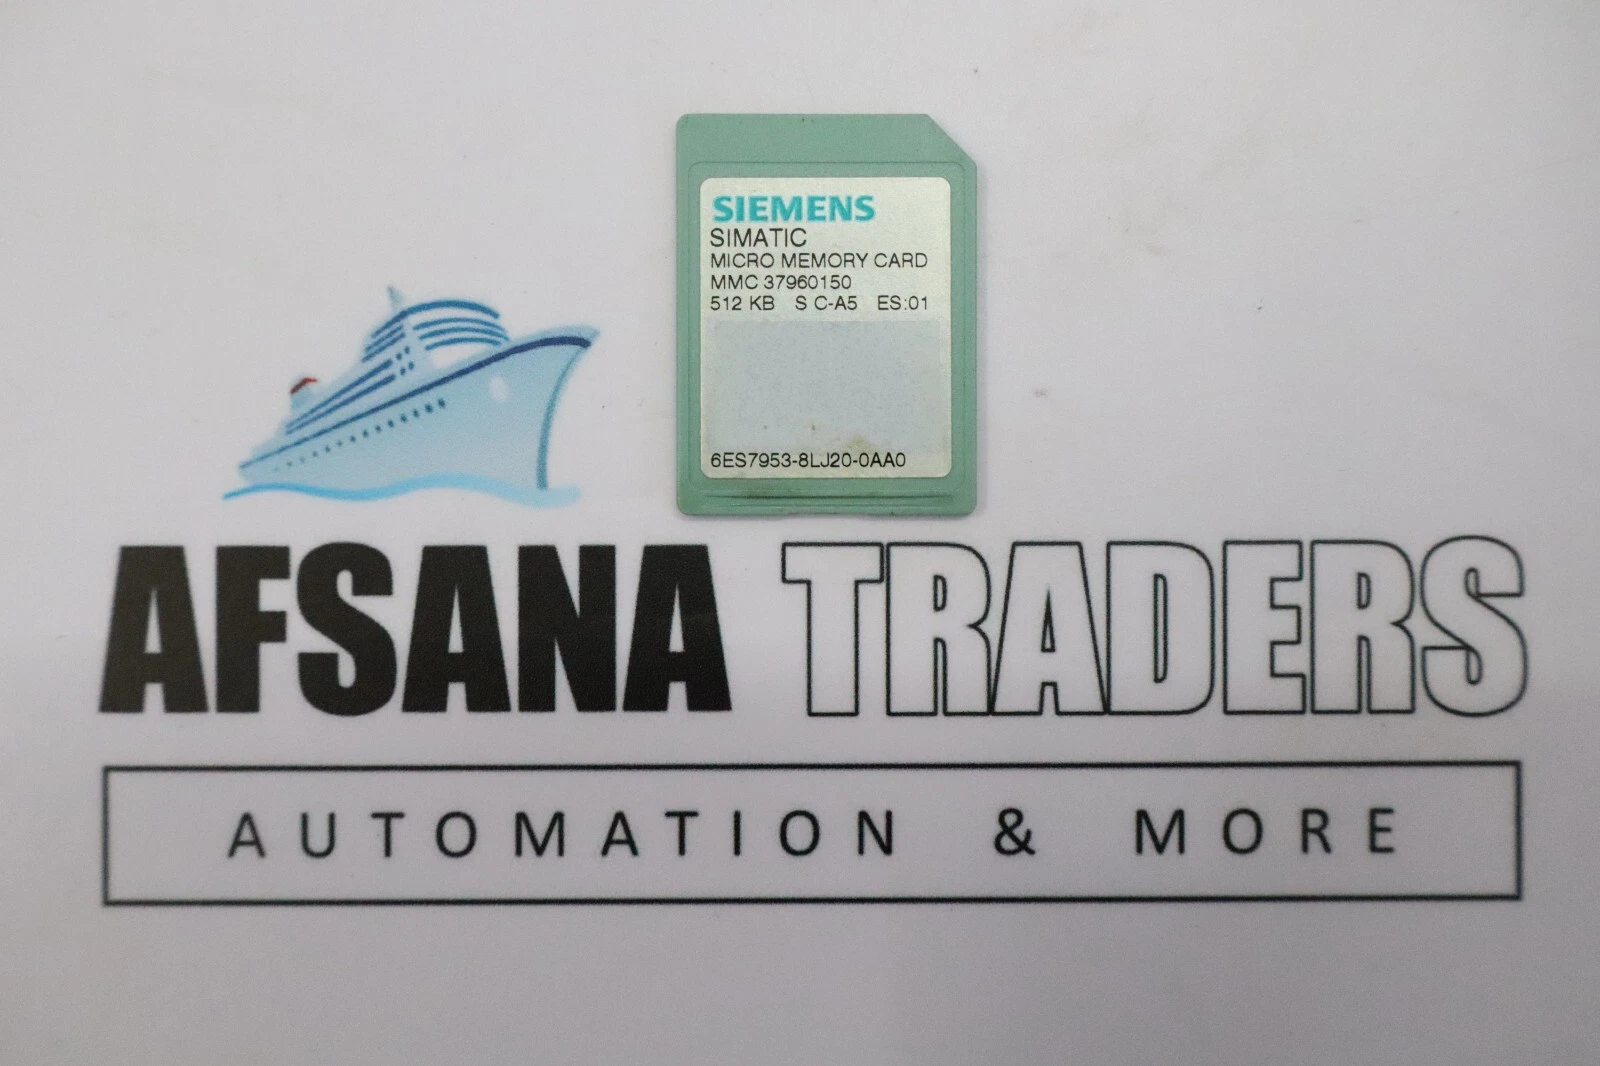 SIEMENS
SIMATIC
MICRO MEMORY CARD
MMC 37960150
512 KB S C-A5 ES:01
6ES7953-8LJ20-0AA0
AFSANA TRADERS
AUTOMATION & MORE